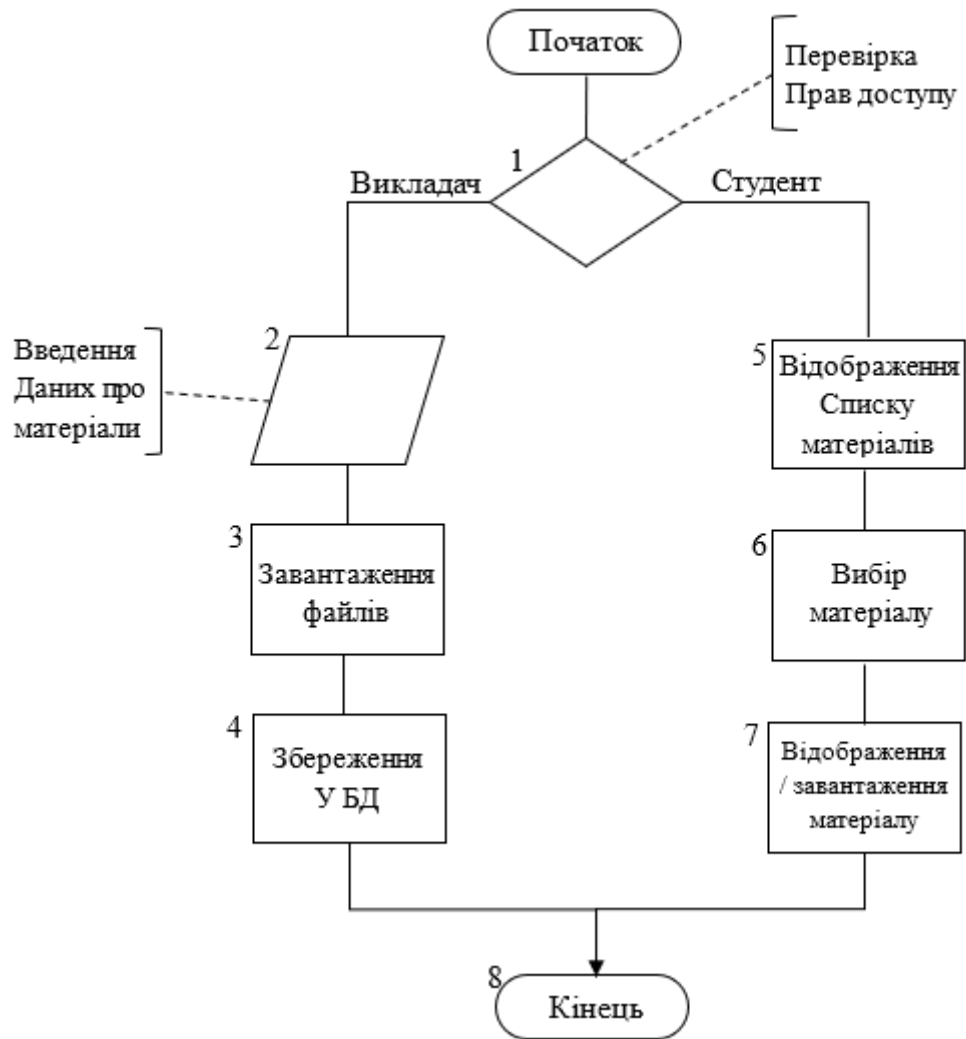 Початок
Перевірка
Прав доступу
1
Викладач
Студент
2
Введення
Даних про
матеріали
5
Відображення
Списку
матеріалів
3
Завантаження
файлів
6
Вибір
матеріалу
4
Збереження
У БД
7
Відображення
/ завантаження
матеріалу
8
Кінець